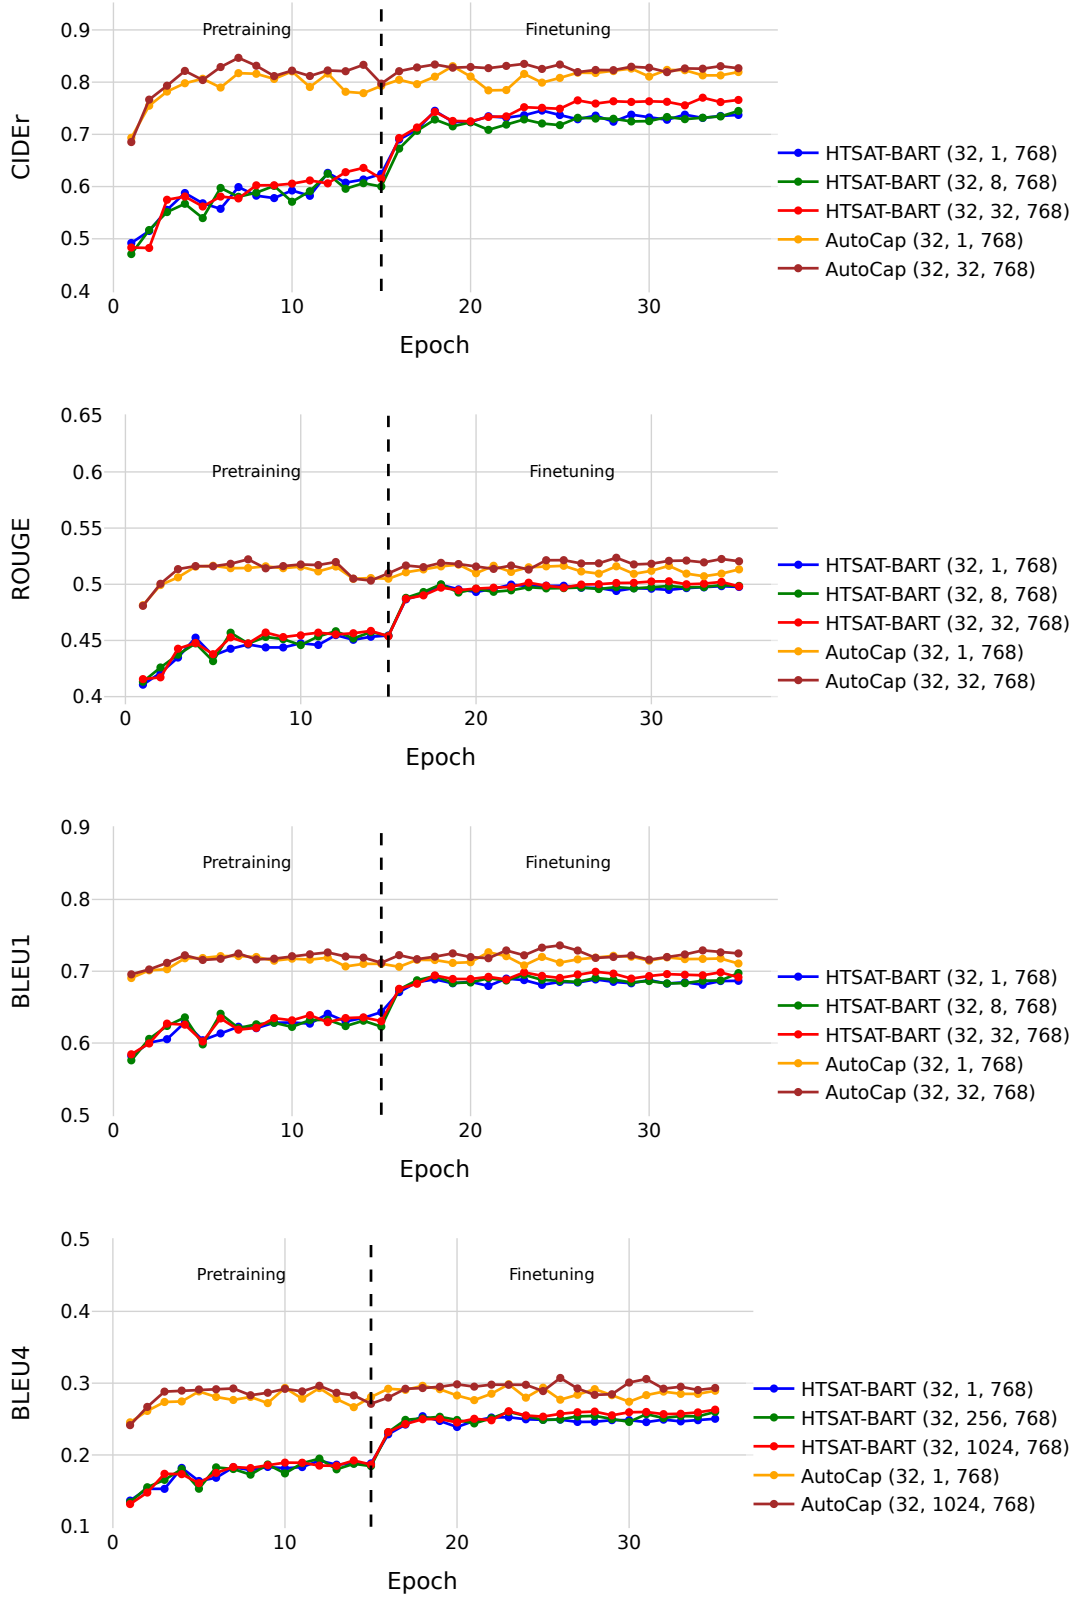 CIDEr
0.9
0.8
0.7
0.6
0.5
0.4
Pretraining
Finetuning
0
10
20
30
Epoch
HTSAT-BART (32, 1, 768)
HTSAT-BART (32, 8, 768)
HTSAT-BART (32, 32, 768)
AutoCap (32, 1, 768)
AutoCap (32, 32, 768)
ROUGE
0.65
0.6
0.55
0.5
0.45
0.4
Pretraining
Finetuning
0
10
20
30
Epoch
HTSAT-BART (32, 1, 768)
HTSAT-BART (32, 8, 768)
HTSAT-BART (32, 32, 768)
AutoCap (32, 1, 768)
AutoCap (32, 32, 768)
BLEU1
0.9
0.8
0.7
0.6
0.5
Pretraining
Finetuning
0
10
20
30
Epoch
HTSAT-BART (32, 1, 768)
HTSAT-BART (32, 8, 768)
HTSAT-BART (32, 32, 768)
AutoCap (32, 1, 768)
AutoCap (32, 32, 768)
BLEU4
0.5
0.4
0.3
0.2
0.1
Pretraining
Finetuning
0
10
20
30
Epoch
HTSAT-BART (32, 1, 768)
HTSAT-BART (32, 256, 768)
HTSAT-BART (32, 1024, 768)
AutoCap (32, 1, 768)
AutoCap (32, 1024, 768)